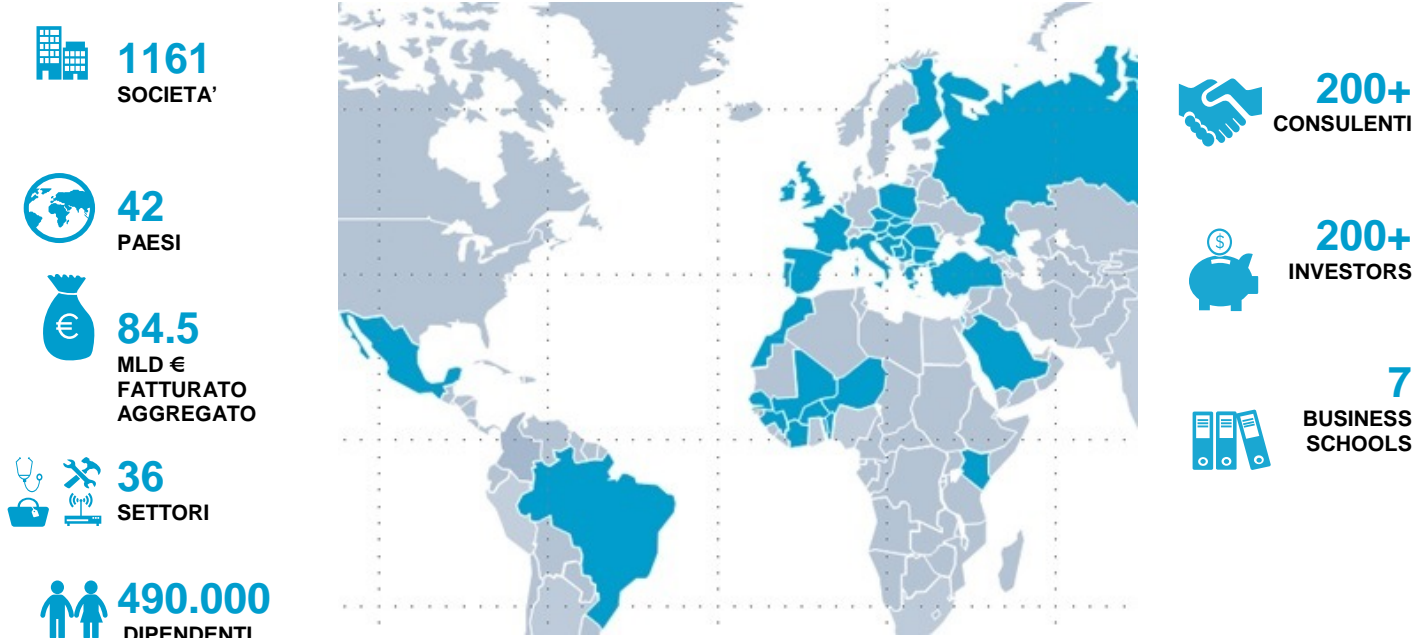 1161
SOCIETA'
42
PAESI
€
84.5
MLD €
FATTURATO
AGGREGATO
36
SETTORI
490.000
DIPENDENTI
200+
CONSULENTI
$
200+
INVESTORS
7
BUSINESS
SCHOOLS